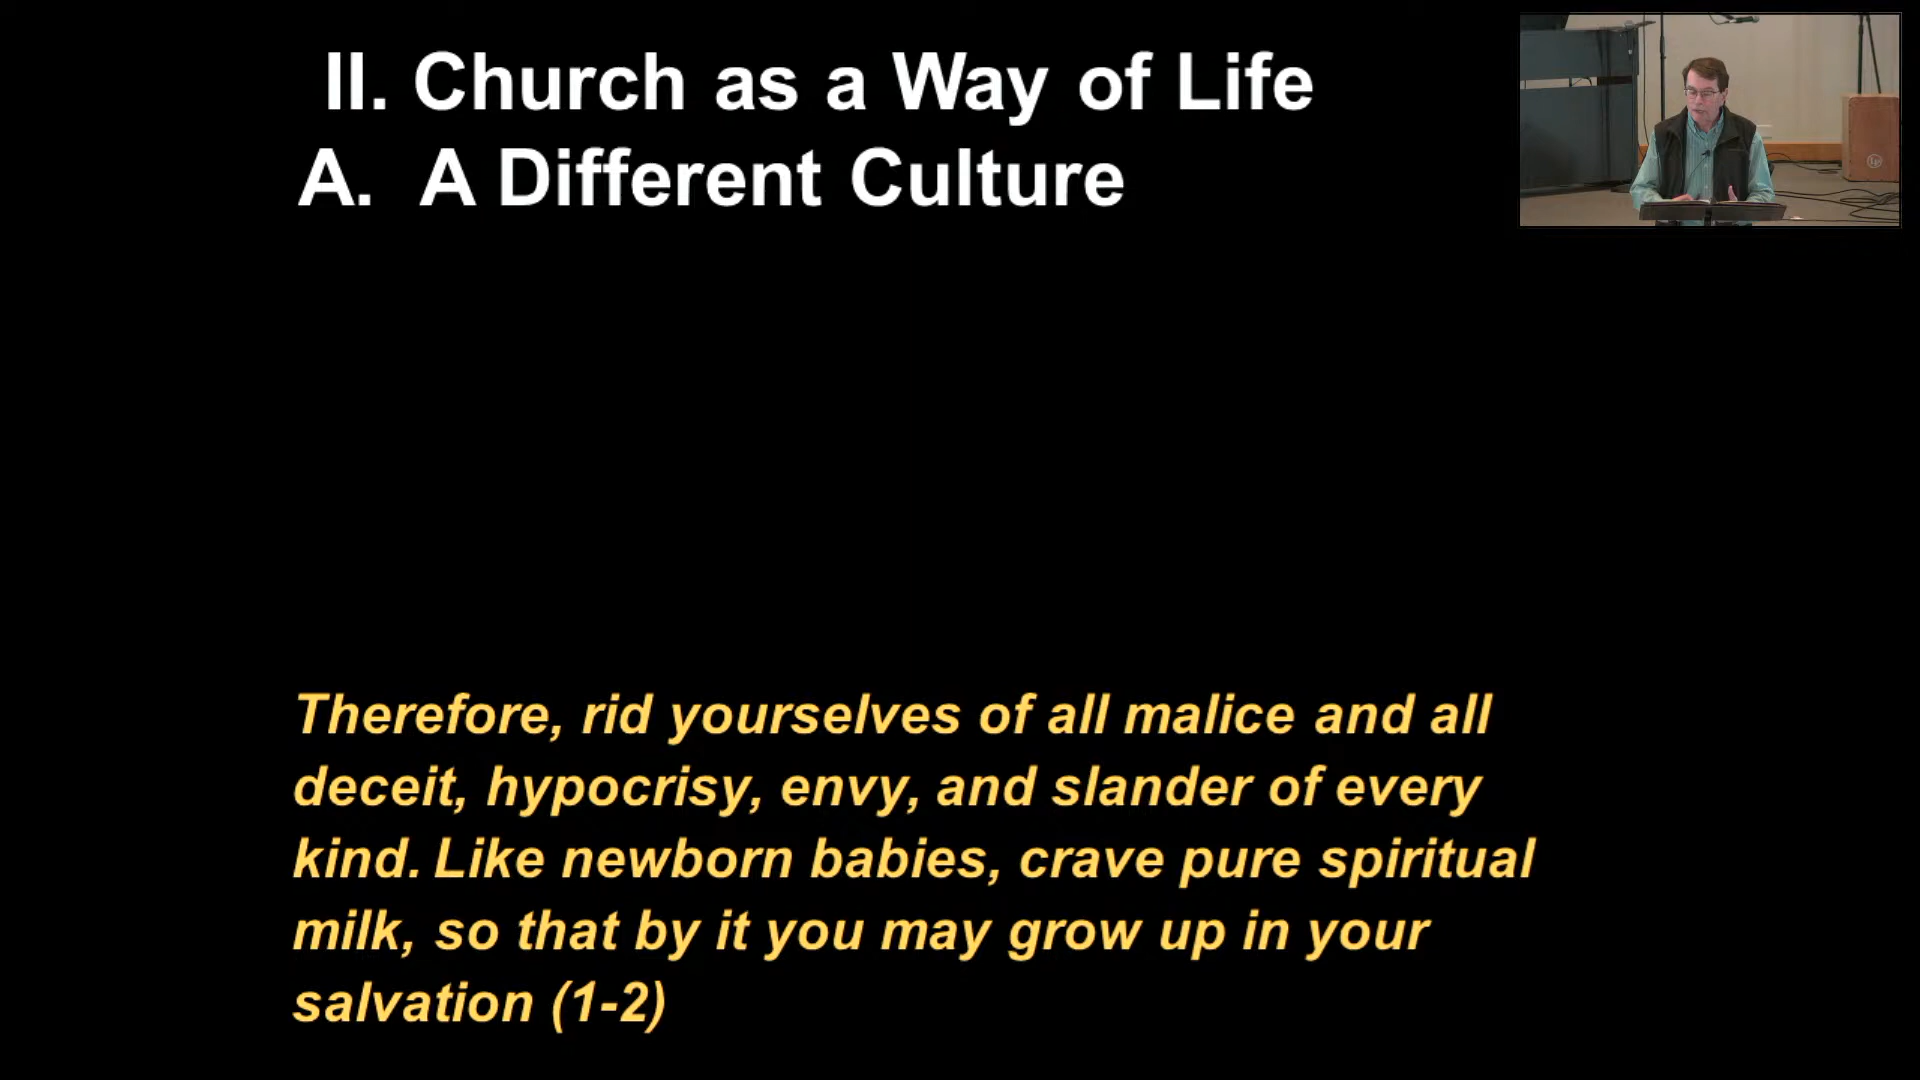 II. Church as a Way of Life
A. A Different Culture
Therefore, rid yourselves of all malice and all
deceit, hypocrisy, envy, and slander of every
kind. Like newborn babies, crave pure spiritual
milk, so that by it you may grow up in your
salvation (1-2)